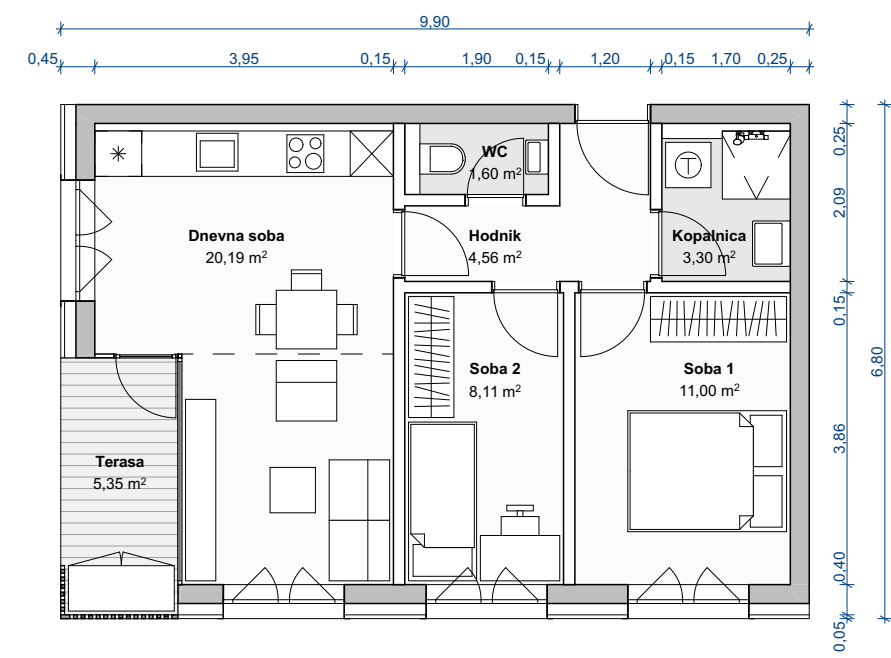 9,90
0,45 3,95 0,15 1,90 0,15 1,20 0,15 1,70 0,25
WC
1,60 m²
T
Dnevna soba
20,19 m²
Hodnik
4,56 m²
Kopalnica
3,30 m²
Soba 2
8,11 m²
Soba 1
11,00 m²
Terasa
5,35 m²
0,25
2,09
0,15
3,86
0,40
0,05
6,80